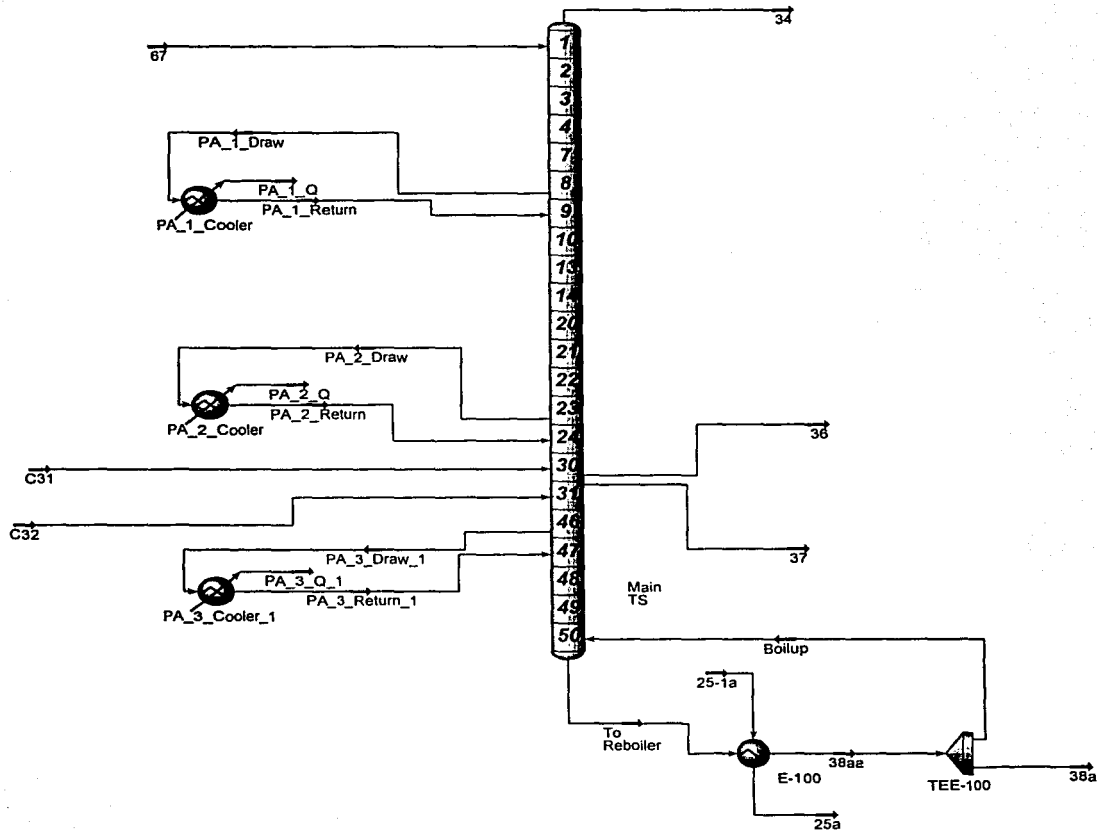 34
67
1
2
3
4
7
8
9
10
13
14
20
21
22
23
24
30
31
46
47
48
49
50
PA_1_Draw
PA_1_Q
PA_1_Return
PA_1_Cooler
PA_2_Draw
PA_2_Q
PA_2_Return
PA_2_Cooler
36
C31
C32
37
PA_3_Draw_1
PA_3_Q_1
PA_3_Return_1
PA_3_Cooler_1
Main
TS
Boilup
25-1a
To
Reboiler
E-100
38aa
TEE-100
38a
25a